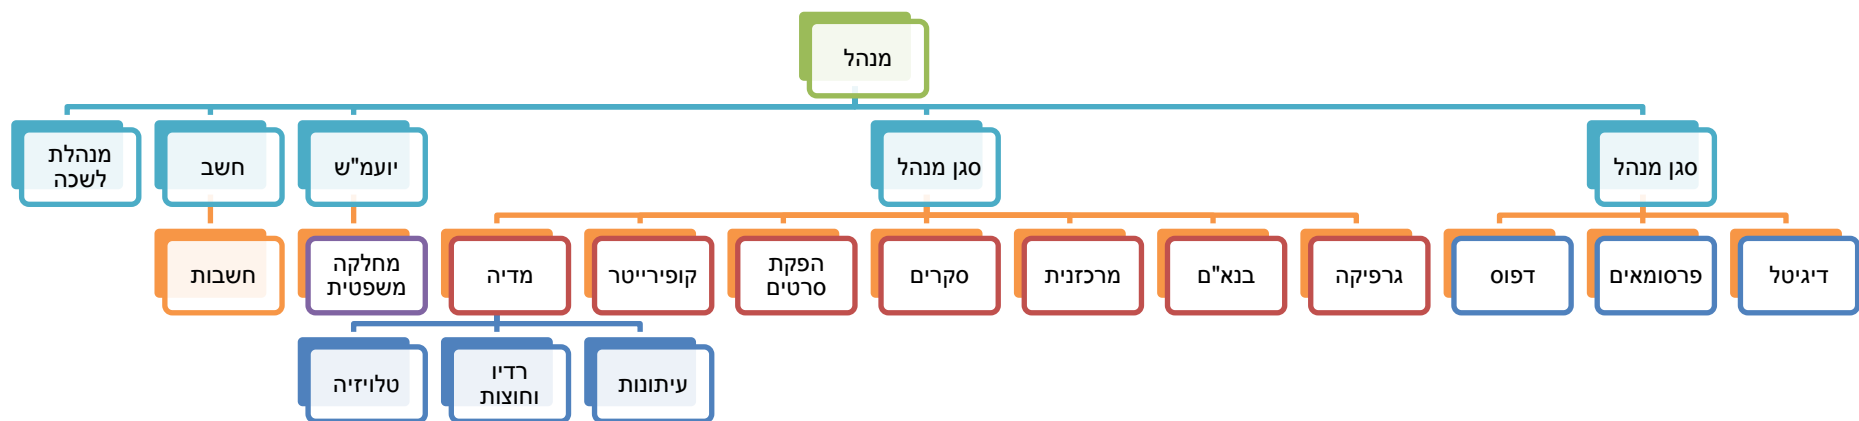 מנהל
סגן מנהל
סגן מנהל
יועמ"ש
חשב
מנהלת
לשכה
דיגיטל
פרסומאים
דפוס
גרפיקה
בנא"ם
מרכזנית
סקרים
הפקת
סרטים
קופירייטר
מדיה
מחלקה
משפטית
חשבות
עיתונות
רדיו
וחוצות
טלויזיה